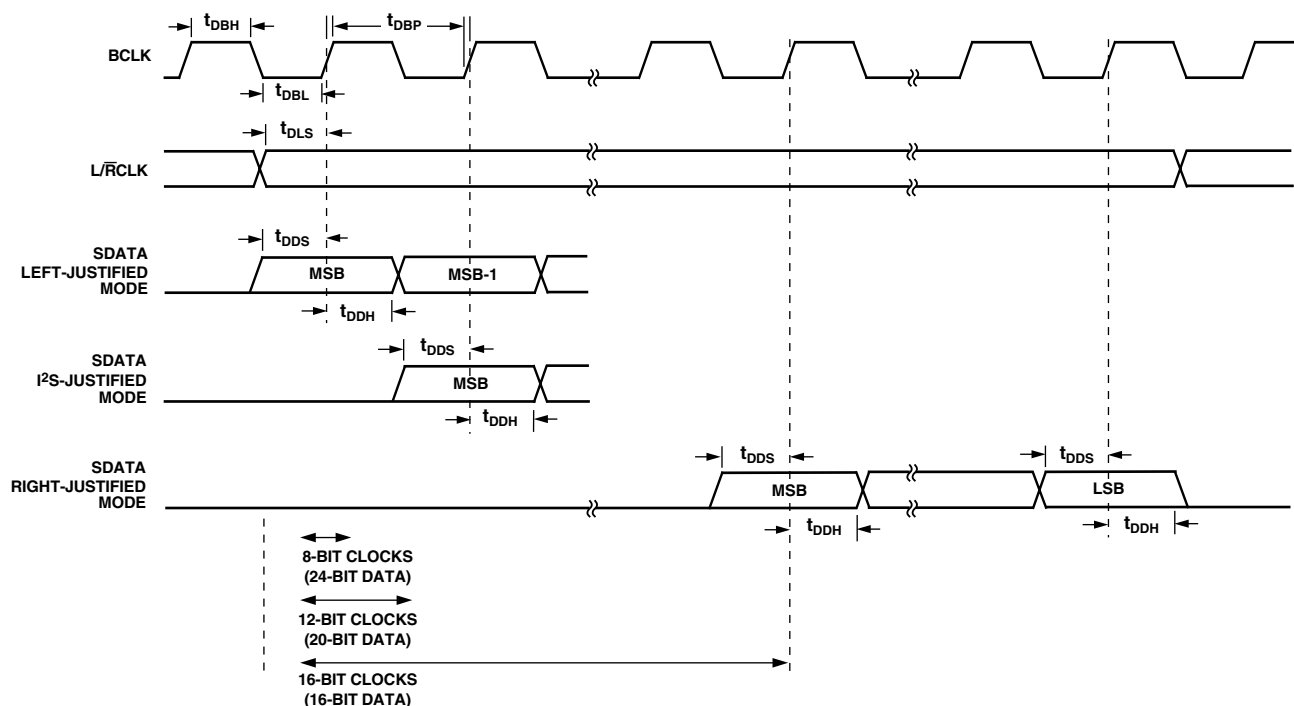 tDBH
tDBP
BCLK
tDBL
tDLS
L/R̅CLK
tDDS
SDATA
LEFT-JUSTIFIED
MODE
MSB
MSB-1
tDDH
tDDS
SDATA
I²S-JUSTIFIED
MODE
MSB
tDDH
tDDS
tDDS
SDATA
RIGHT-JUSTIFIED
MODE
MSB
LSB
tDDH
tDDH
8-BIT CLOCKS
(24-BIT DATA)
12-BIT CLOCKS
(20-BIT DATA)
16-BIT CLOCKS
(16-BIT DATA)